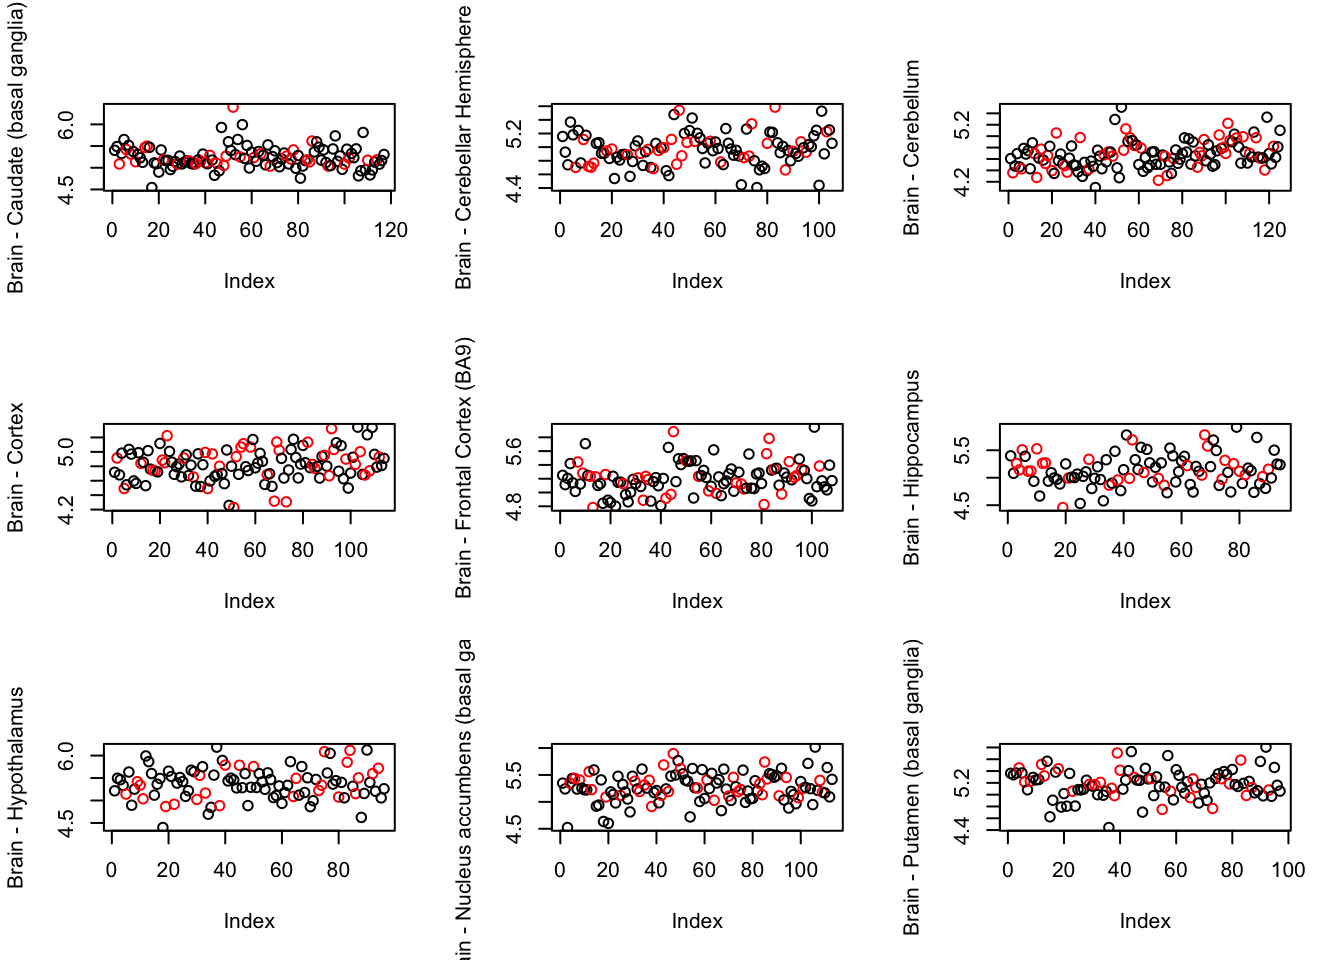 Brain - Caudate (basal ganglia)
4.5 6.0
0 20 40 60 80 120
Index
Brain - Cerebellar Hemisphere
4.4 5.2
0 20 40 60 80 100
Index
Brain - Cerebellum
4.2 5.2
0 20 40 60 80 120
Index
Brain - Cortex
4.2 5.0
0 20 40 60 80 100
Index
Brain - Frontal Cortex (BA9)
4.8 5.6
0 20 40 60 80 100
Index
Brain - Hippocampus
4.5 5.5
0 20 40 60 80
Index
Brain - Hypothalamus
4.5 6.0
0 20 40 60 80
Index
ain - Nucleus accumbens (basal ga
4.5 5.5
0 20 40 60 80 100
Index
Brain - Putamen (basal ganglia)
4.4 5.2
0 20 40 60 80 100
Index